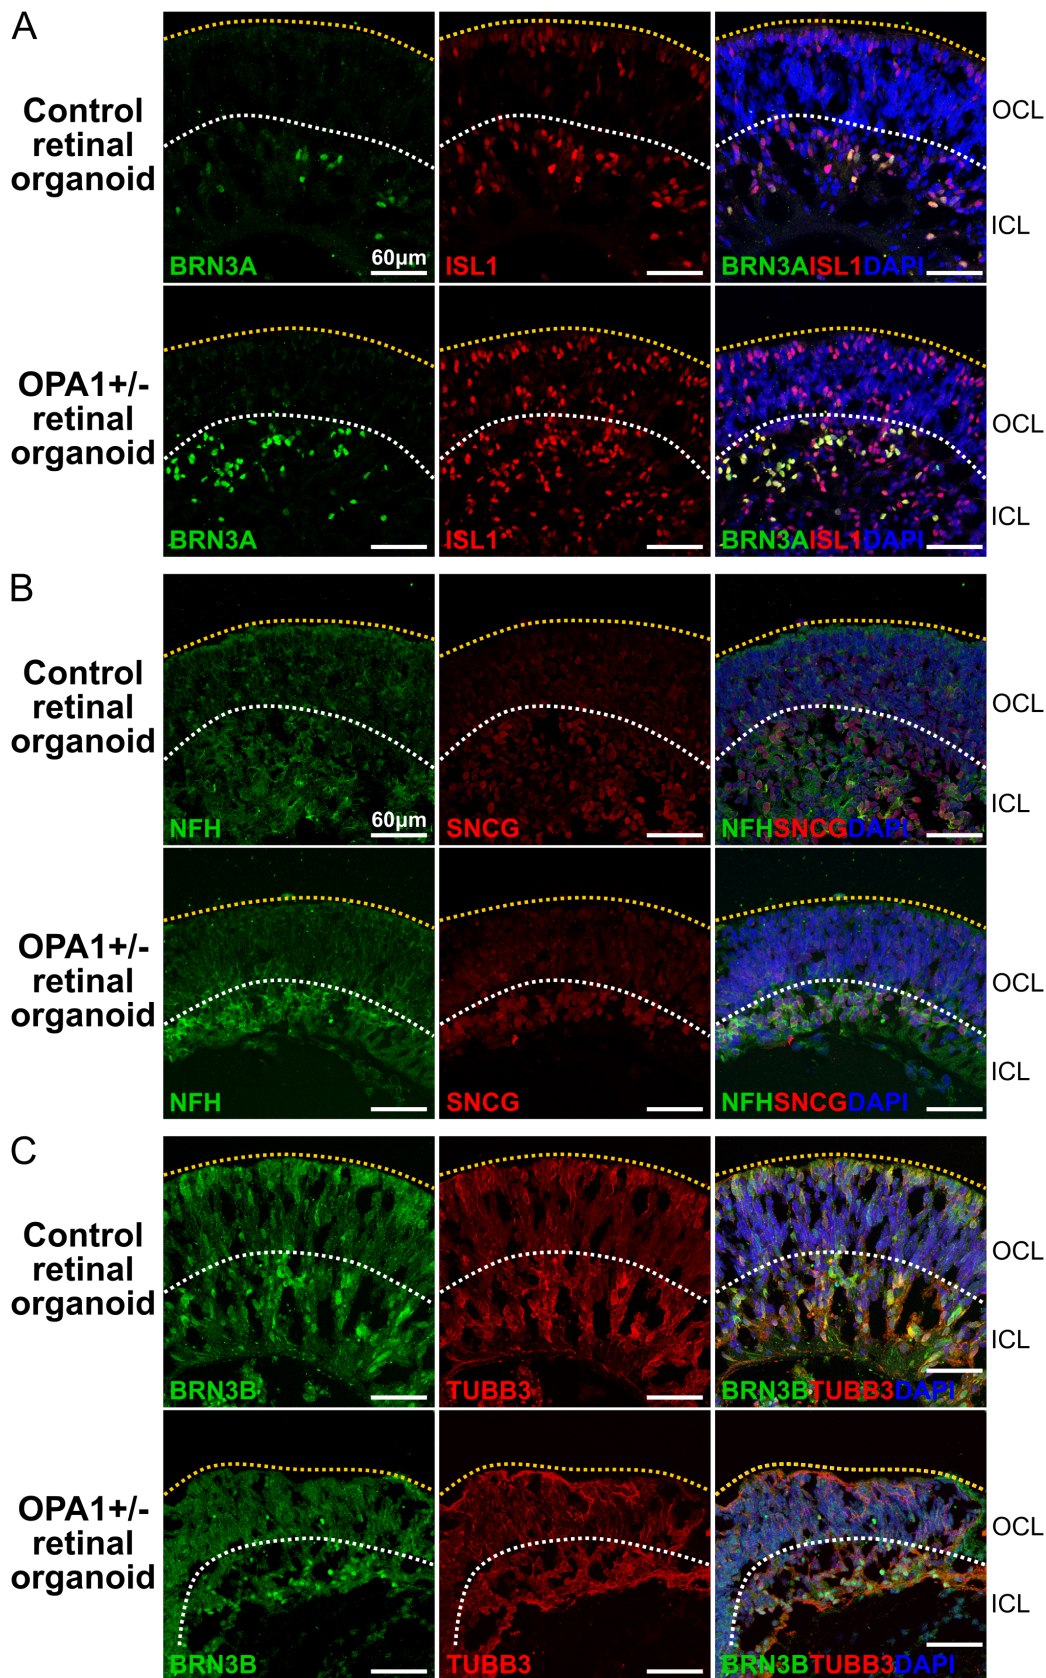 A
Control
retinal
organoid
BRN3A
60µm
ISL1
BRN3AISL1DAPI
OCL
ICL
OPA1+/-
retinal
organoid
BRN3A
ISL1
BRN3AISL1DAPI
OCL
ICL
B
Control
retinal
organoid
NFH
60µm
SNCG
NFHSNCGDAPI
OCL
ICL
OPA1+/-
retinal
organoid
NFH
SNCG
NFHSNCGDAPI
OCL
ICL
C
Control
retinal
organoid
BRN3B
TUBB3
BRN3BTUBB3DAPI
OCL
ICL
OPA1+/-
retinal
organoid
BRN3B
TUBB3
BRN3BTUBB3DAPI
OCL
ICL